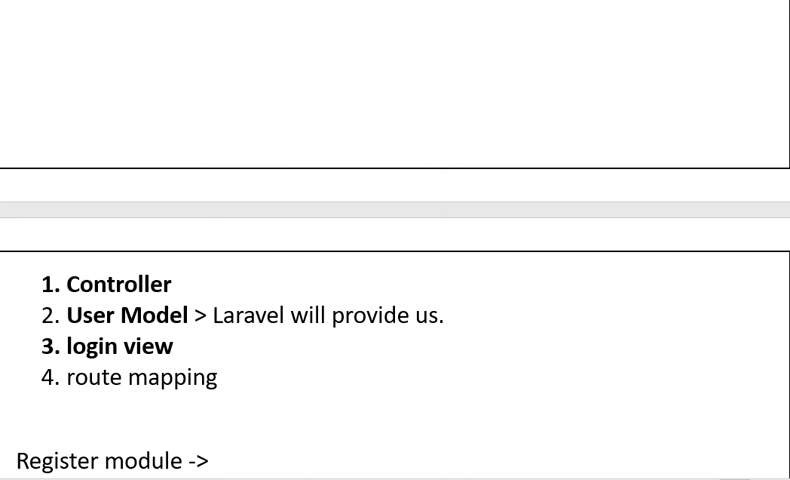 1. Controller
2. User Model > Laravel will provide us.
3. login view
4. route mapping
Register module ->